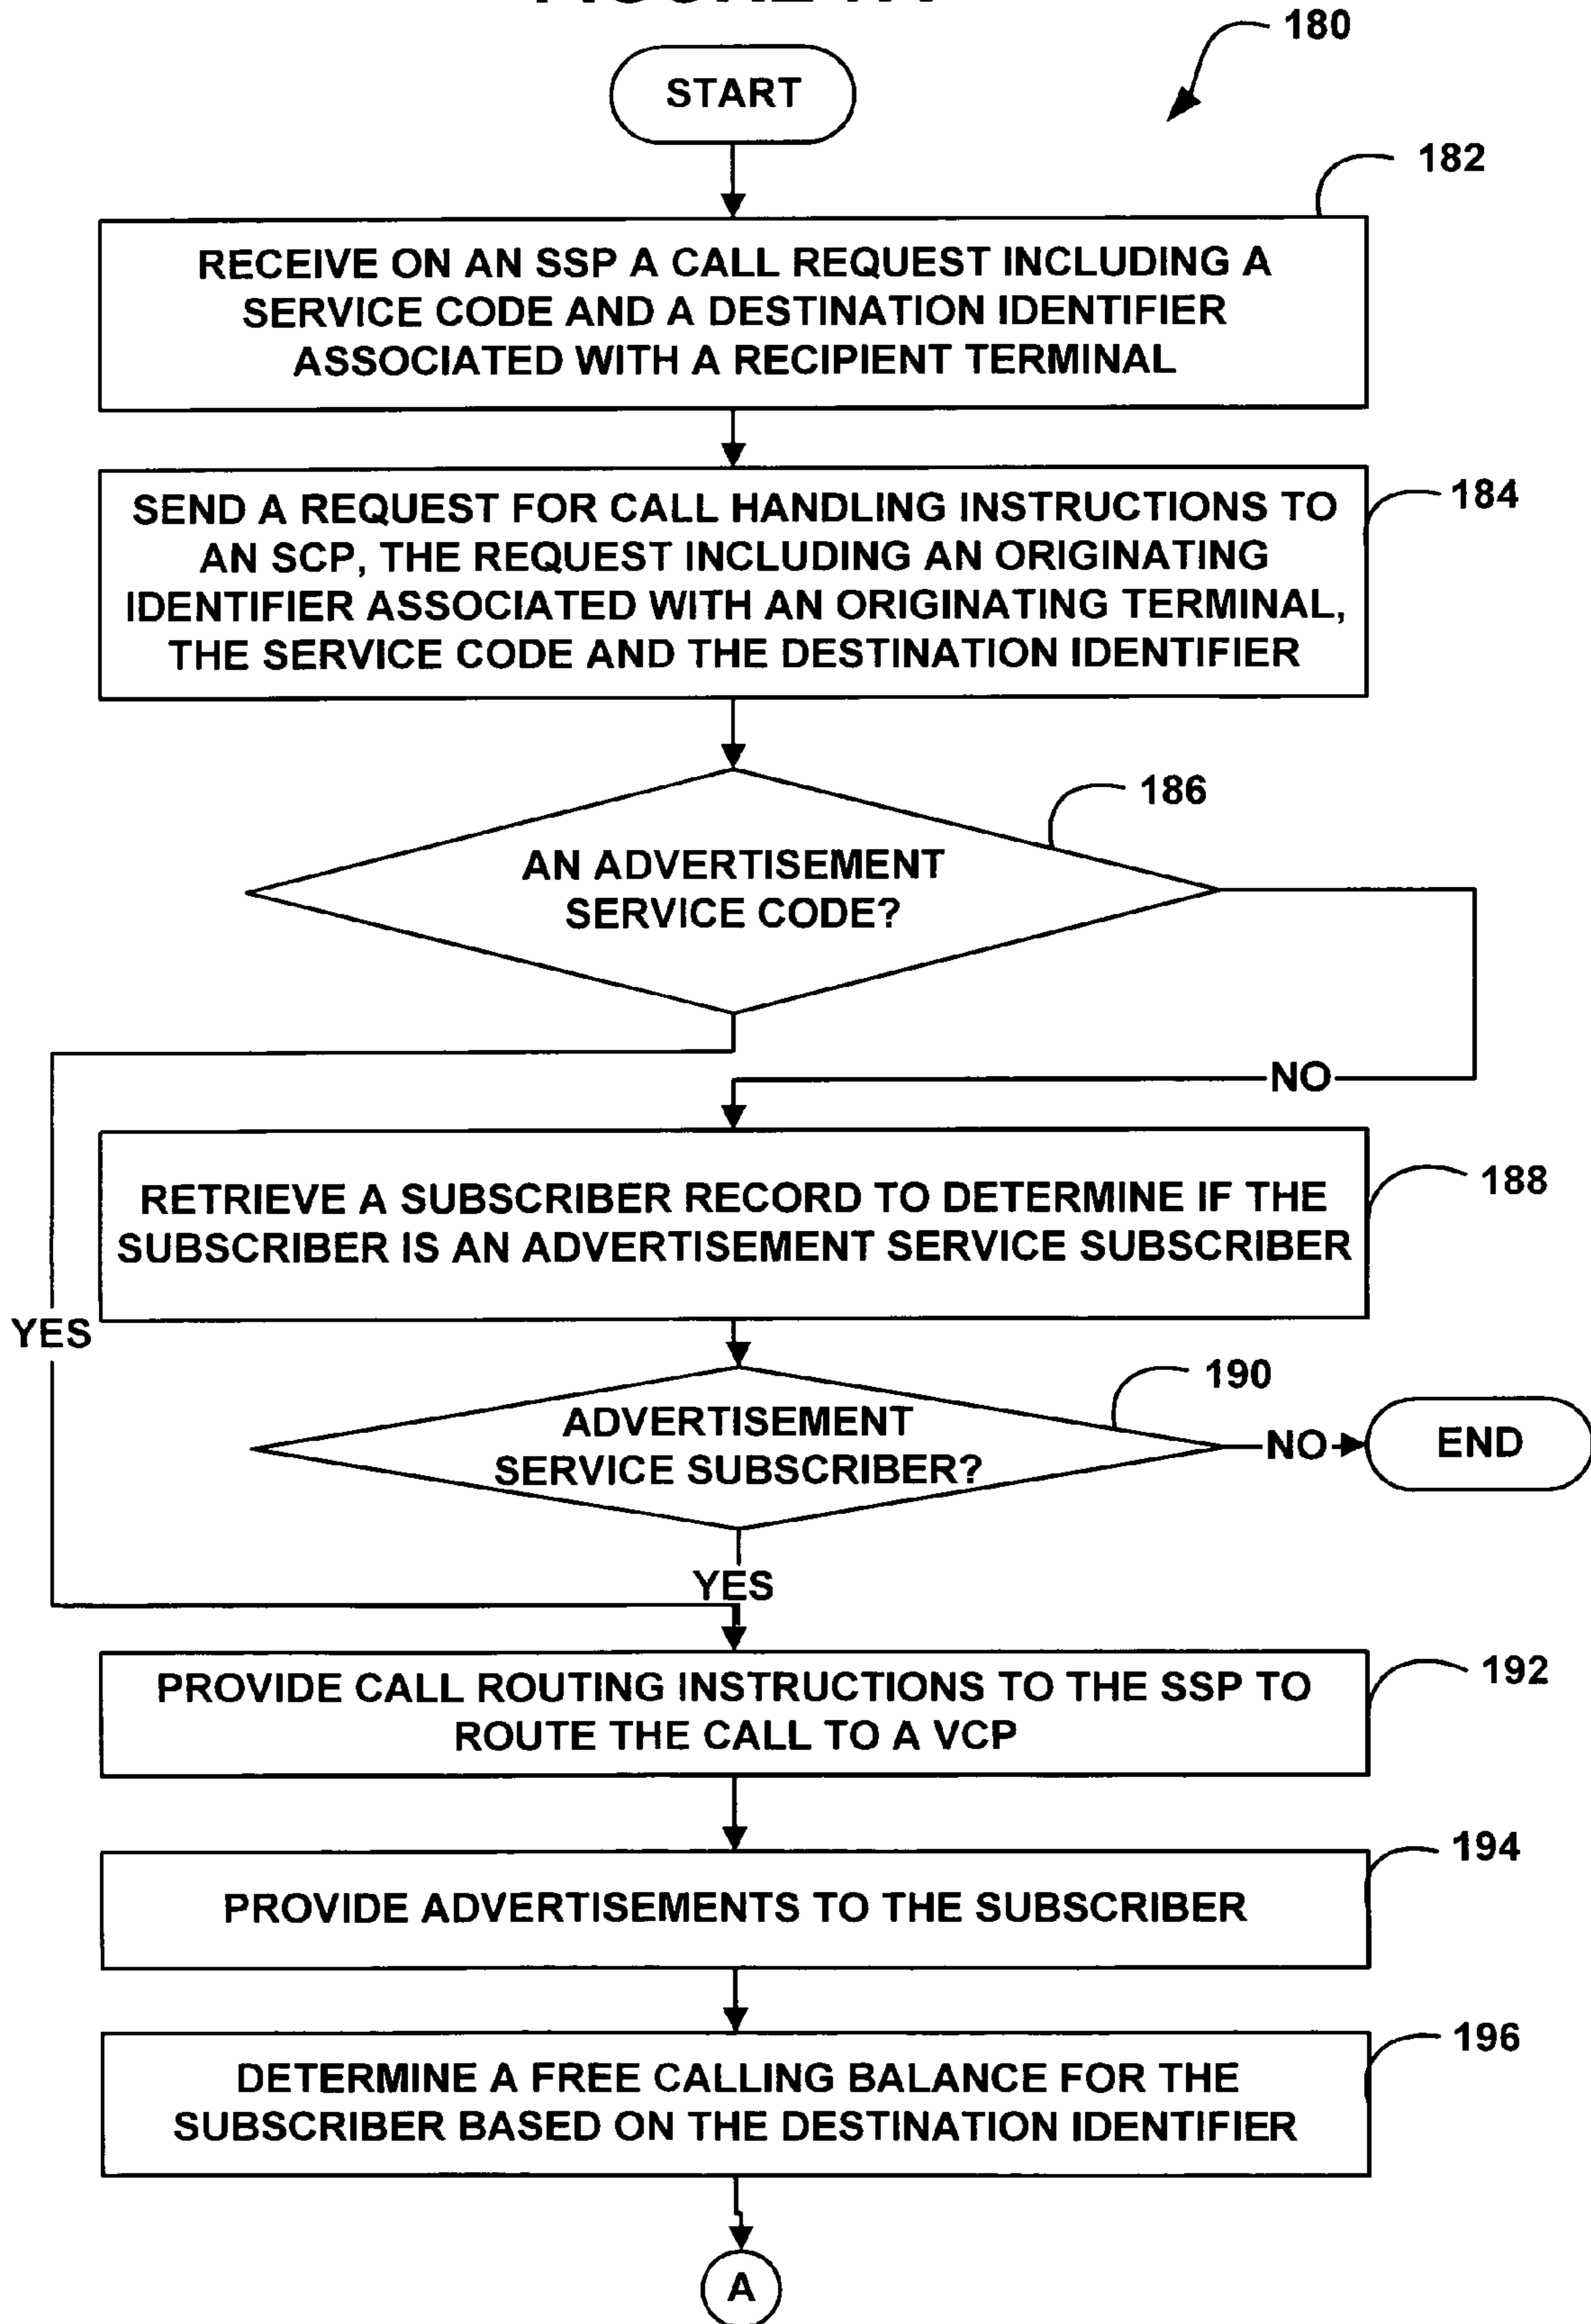 180
START
182
RECEIVE ON AN SSP A CALL REQUEST INCLUDING A
SERVICE CODE AND A DESTINATION IDENTIFIER
ASSOCIATED WITH A RECIPIENT TERMINAL
184
SEND A REQUEST FOR CALL HANDLING INSTRUCTIONS TO
AN SCP, THE REQUEST INCLUDING AN ORIGINATING
IDENTIFIER ASSOCIATED WITH AN ORIGINATING TERMINAL,
THE SERVICE CODE AND THE DESTINATION IDENTIFIER
186
AN ADVERTISEMENT
SERVICE CODE?
NO
188
RETRIEVE A SUBSCRIBER RECORD TO DETERMINE IF THE
SUBSCRIBER IS AN ADVERTISEMENT SERVICE SUBSCRIBER
YES
190
ADVERTISEMENT
SERVICE SUBSCRIBER?
NO
END
YES
192
PROVIDE CALL ROUTING INSTRUCTIONS TO THE SSP TO
ROUTE THE CALL TO A VCP
194
PROVIDE ADVERTISEMENTS TO THE SUBSCRIBER
196
DETERMINE A FREE CALLING BALANCE FOR THE
SUBSCRIBER BASED ON THE DESTINATION IDENTIFIER
A